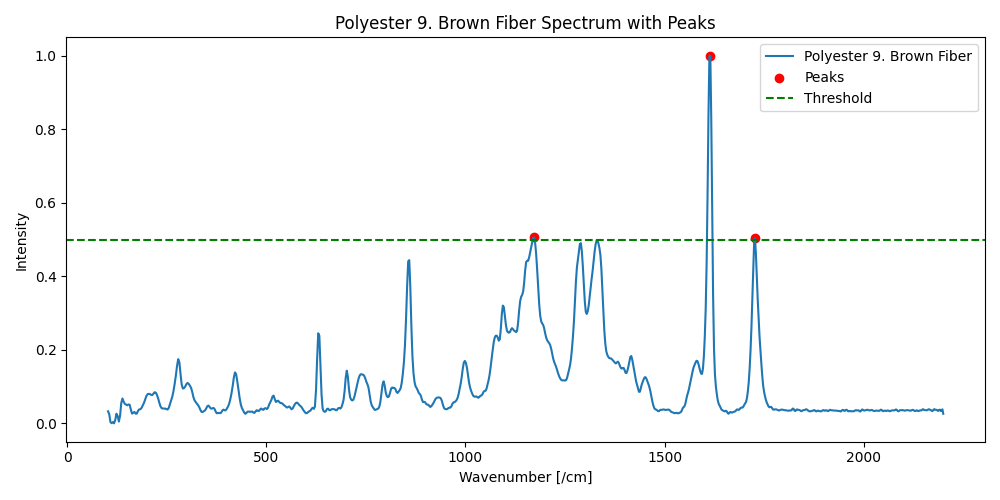 Polyester 9. Brown Fiber Spectrum with Peaks
Polyester 9. Brown Fiber
Peaks
Threshold
Intensity
1.0
0.8
0.6
0.4
0.2
0.0
0 500 1000 1500 2000
Wavenumber [/cm]